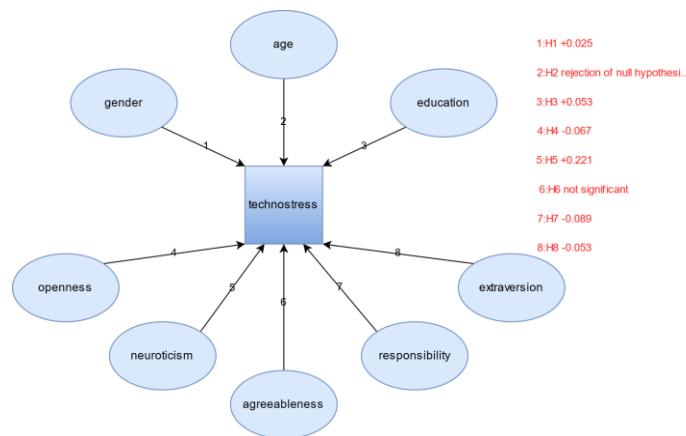 age
gender
education
1
2
3
technostress
4
5
6
7
8
openness
neuroticism
agreeableness
responsibility
extraversion
1:H1 +0.025
2:H2 rejection of null hypothesi..
3:H3 +0.053
4:H4 -0.067
5:H5 +0.221
6:H6 not significant
7:H7 -0.089
8:H8 -0.053